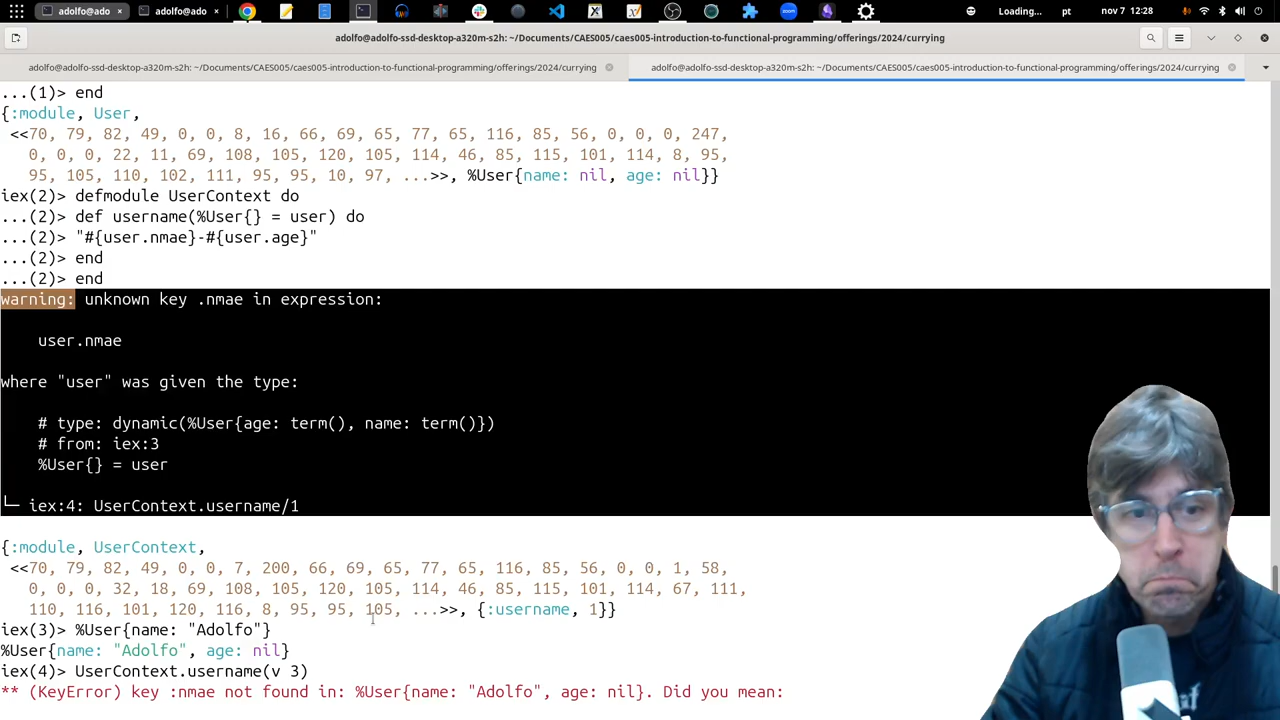 adolfo@ado
adolfo@ado
Loading...
pt
nov 7 12:28
adolfo@adolfo-ssd-desktop-a320m-s2h: ~/Documents/CAES005/caes005-introduction-to-functional-programming/offerings/2024/currying
adolfo@adolfo-ssd-desktop-a320m-s2h: ~/Documents/CAES005/caes005-introduction-to-functional-programming/offerings/2024/currying
adolfo@adolfo-ssd-desktop-a320m-s2h: ~/Documents/CAES005/caes005-introduction-to-functional-programming/offerings/2024/currying
...(1)> end
{:module, User,
<<70, 79, 82, 49, 0, 0, 8, 16, 66, 69, 65, 77, 65, 116, 85, 56, 0, 0, 0, 247,
0, 0, 0, 22, 11, 69, 108, 105, 120, 105, 114, 46, 85, 115, 101, 114, 8, 95,
95, 105, 110, 102, 111, 95, 95, 10, 97, ...>>, %User{name: nil, age: nil}}
iex(2)> defmodule UserContext do
...(2)> def username(%User{} = user) do
...(2)> "#{user.nmae}-#{user.age}"
...(2)> end
...(2)> end
warning: unknown key .nmae in expression:
user.nmae
where "user" was given the type:
# type: dynamic(%User{age: term(), name: term()})
# from: iex:3
%User{} = user
└─ iex:4: UserContext.username/1
{:module, UserContext,
<<70, 79, 82, 49, 0, 0, 7, 200, 66, 69, 65, 77, 65, 116, 85, 56, 0, 0, 1, 58,
0, 0, 0, 32, 18, 69, 108, 105, 120, 105, 114, 46, 85, 115, 101, 114, 67, 111,
110, 116, 101, 120, 116, 8, 95, 95, 105, ...>>, {:username, 1}}
iex(3)> %User{name: "Adolfo"}
%User{name: "Adolfo", age: nil}
iex(4)> UserContext.username(v 3)
** (KeyError) key :nmae not found in: %User{name: "Adolfo", age: nil}. Did you mean: